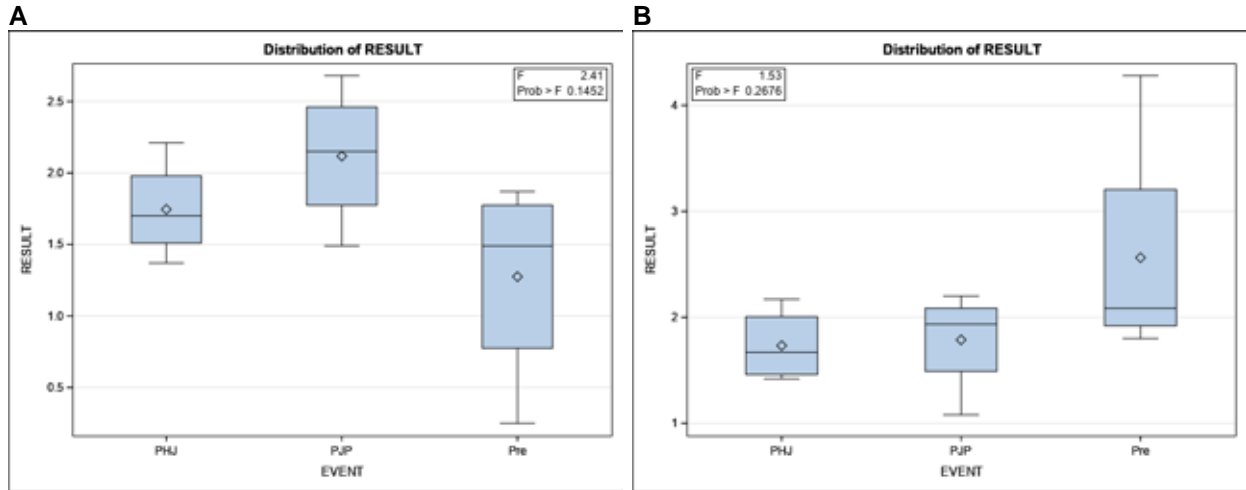 A
Distribution of RESULT
F 2.41
Prob > F 0.1452
2.5
2.0
1.5
1.0
0.5
RESULT
PHJ PJP Pre
EVENT
B
Distribution of RESULT
F 1.53
Prob > F 0.2676
4
3
2
1
RESULT
PHJ PJP Pre
EVENT